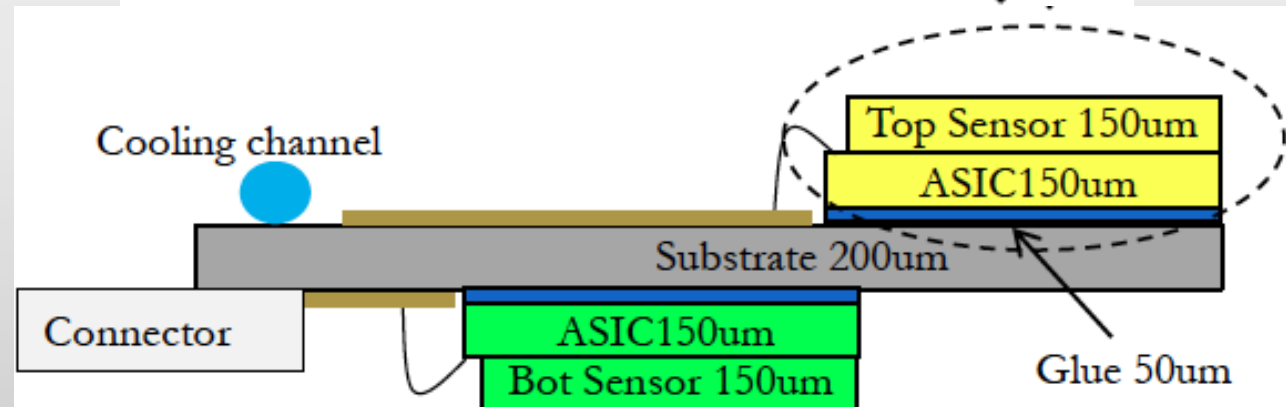 Top Sensor 150um
Cooling channel
ASIC150um
Substrate 200um
Connector
ASIC150um
Glue 50um
Bot Sensor 150um